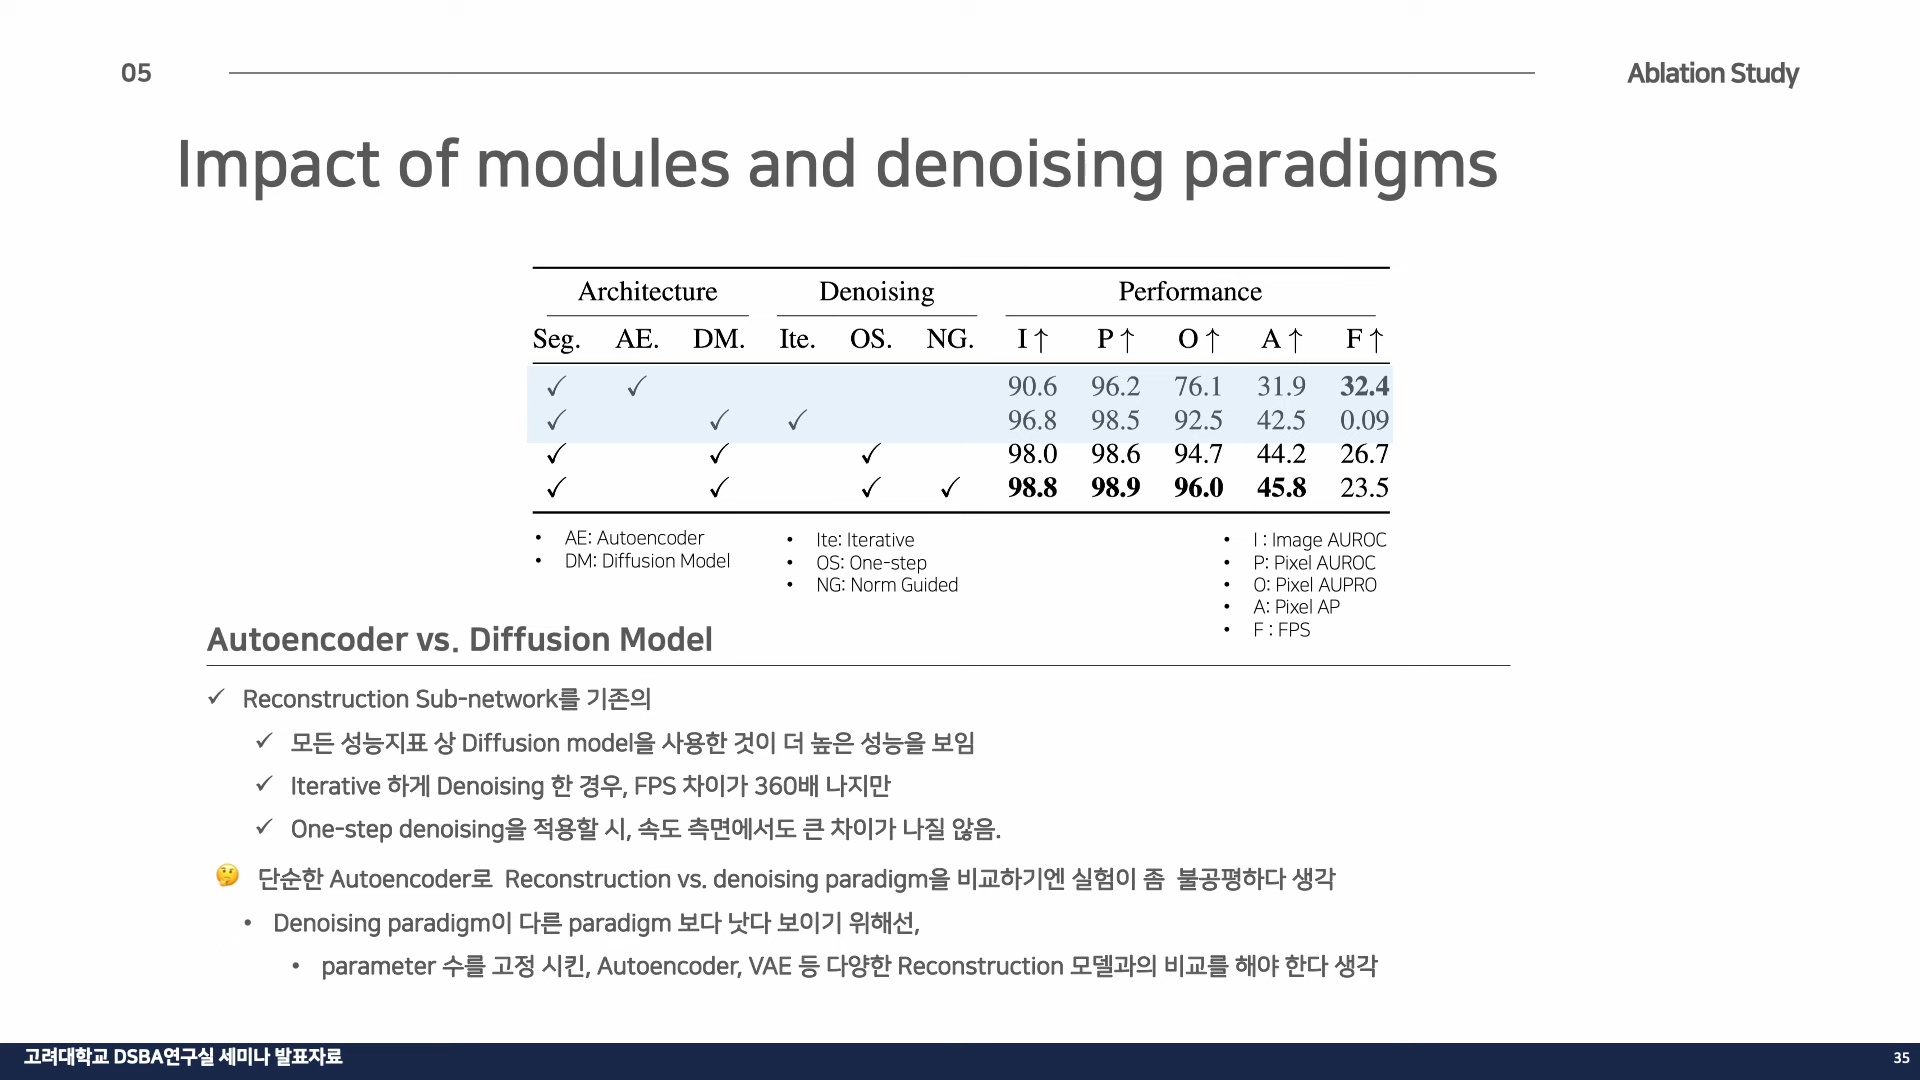 05
Ablation Study
Impact of modules and denoising paradigms
Architecture Denoising Performance
Seg. AE. DM. Ite. OS. NG. I ↑ P ↑ O ↑ A ↑ F ↑
✓ ✓ 90.6 96.2 76.1 31.9 32.4
✓ ✓ ✓ 96.8 98.5 92.5 42.5 0.09
✓ ✓ ✓ 98.0 98.6 94.7 44.2 26.7
✓ ✓ ✓ ✓ 98.8 98.9 96.0 45.8 23.5
• AE: Autoencoder
• DM: Diffusion Model
• Ite: Iterative
• OS: One-step
• NG: Norm Guided
• I : Image AUROC
• P: Pixel AUROC
• O: Pixel AUPRO
• A: Pixel AP
• F : FPS
Autoencoder vs. Diffusion Model
✓ Reconstruction Sub-network를 기존의
✓ 모든 성능지표 상 Diffusion model을 사용한 것이 더 높은 성능을 보임
✓ Iterative 하게 Denoising 한 경우, FPS 차이가 360배 나지만
✓ One-step denoising을 적용할 시, 속도 측면에서도 큰 차이가 나질 않음.
🤔 단순한 Autoencoder로 Reconstruction vs. denoising paradigm을 비교하기엔 실험이 좀 불공평하다 생각
• Denoising paradigm이 다른 paradigm 보다 낫다 보이기 위해선,
• parameter 수를 고정 시킨, Autoencoder, VAE 등 다양한 Reconstruction 모델과의 비교를 해야 한다 생각
고려대학교 DSBA연구실 세미나 발표자료
35